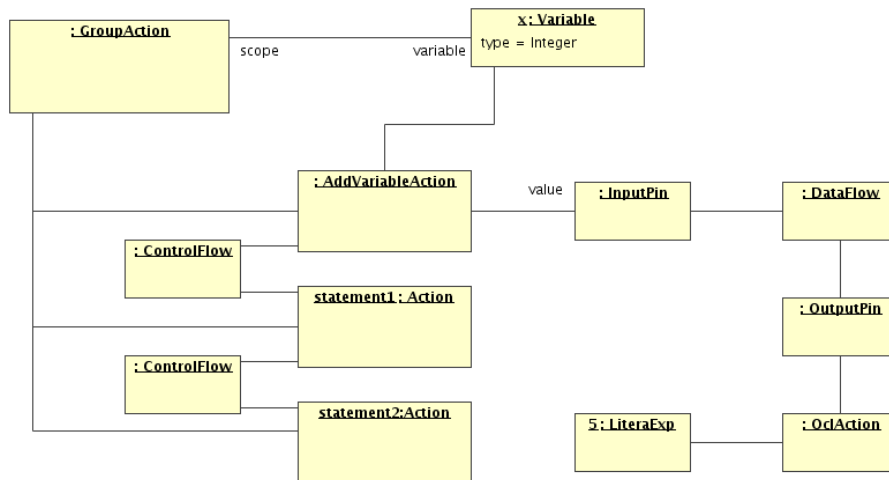 : GroupAction
x: Variable
type = Integer
scope
variable
: AddVariableAction
value
: InputPin
: DataFlow
: ControlFlow
statement1: Action
: OutputPin
: ControlFlow
statement2:Action
5: LiteraExp
: OclAction